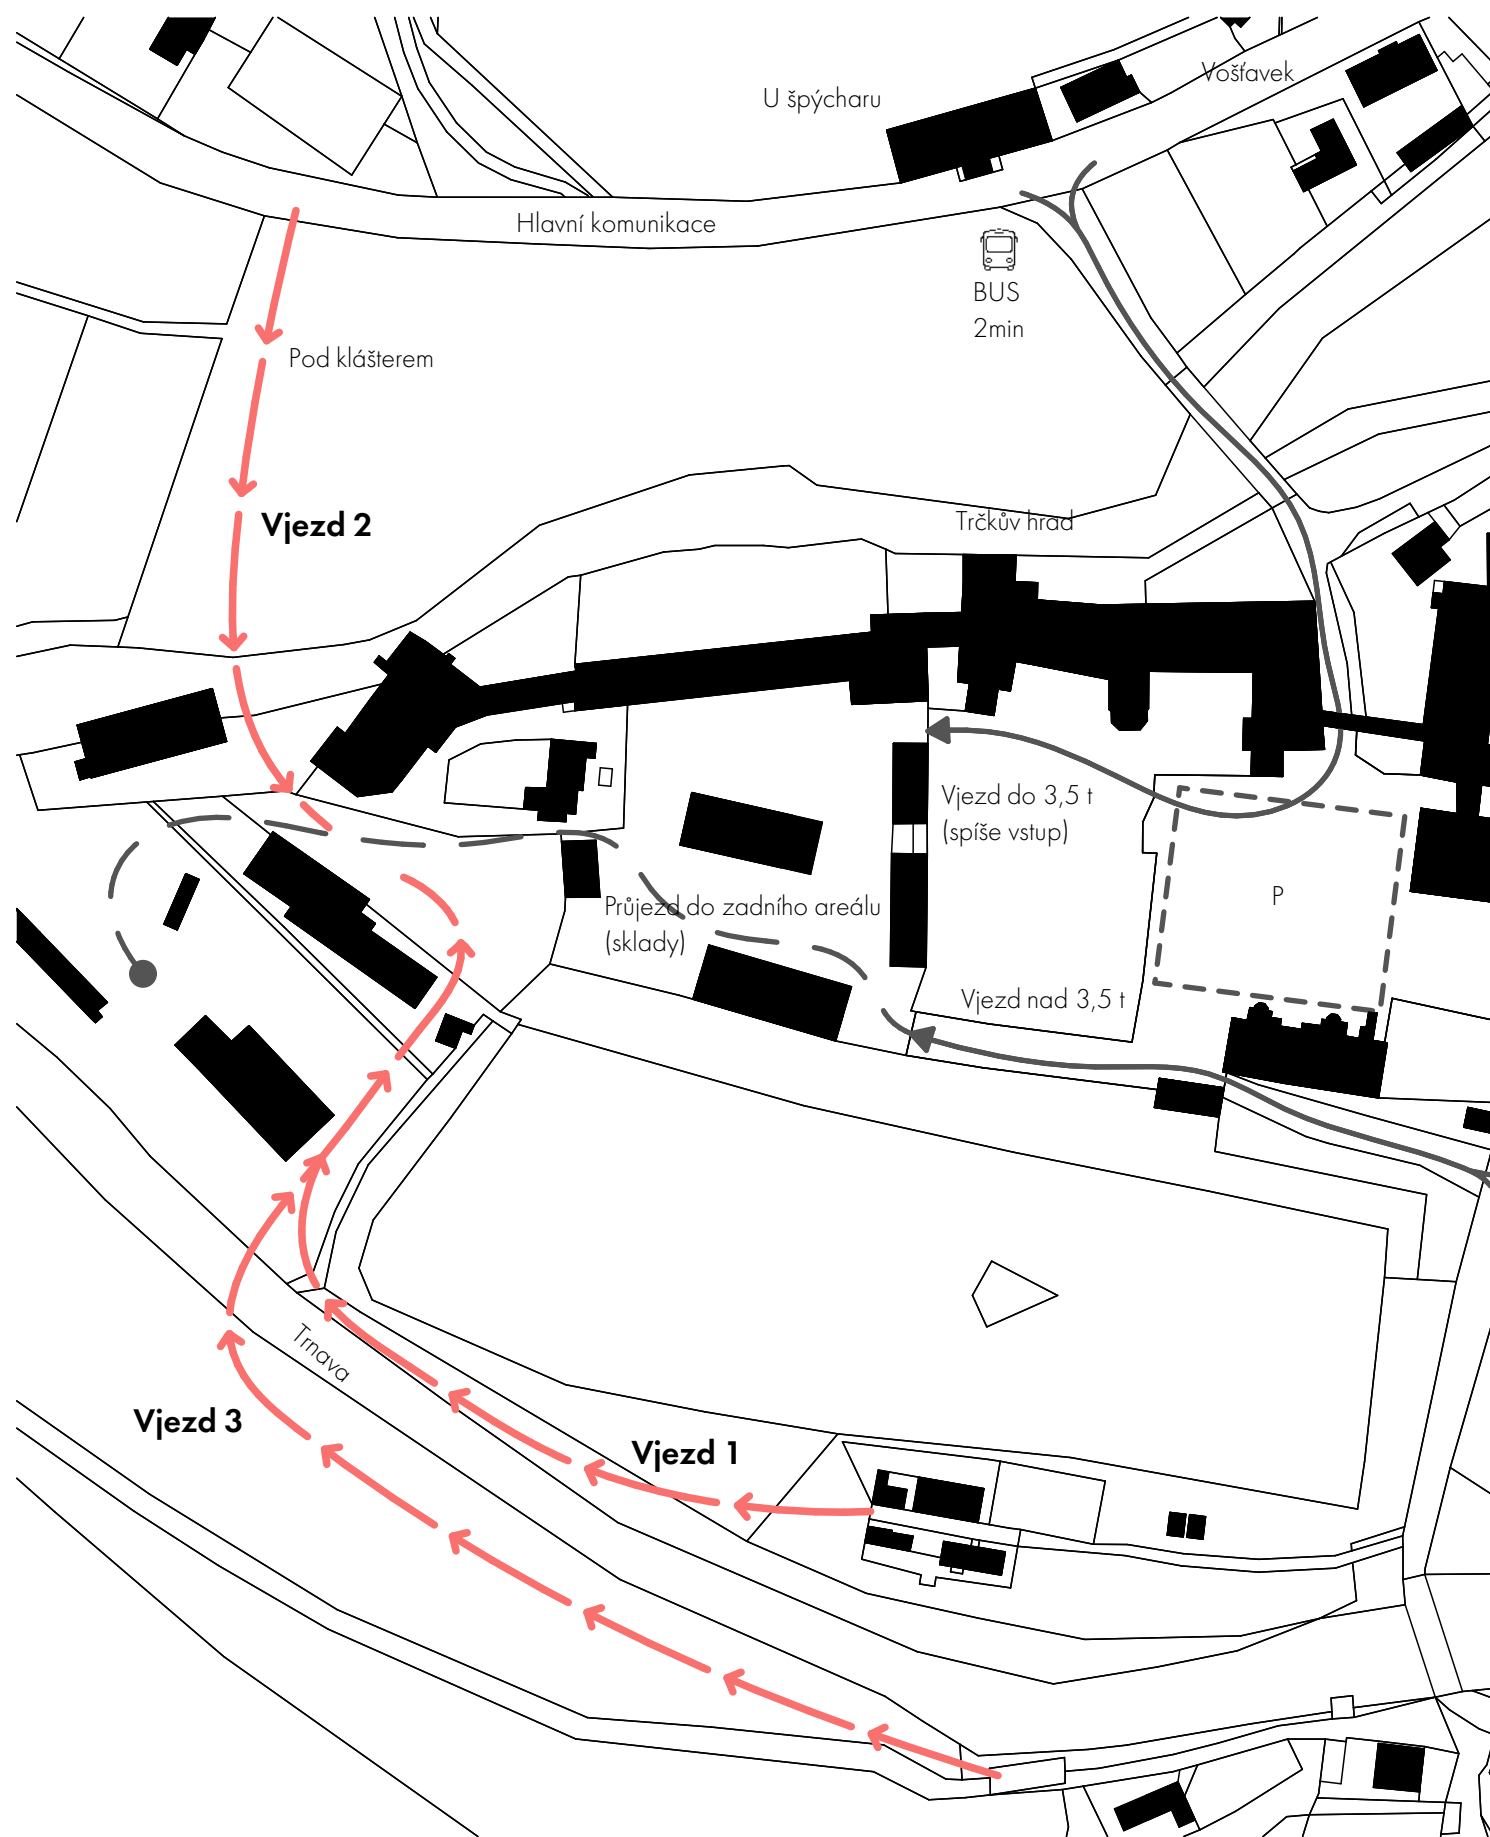 Vošťavek
U špýcharu
Hlavní komunikace
BUS
2min
Pod klášterem
Vjezd 2
Trčkův hrad
Vjezd do 3,5 t
(spíše vstup)
P
Průjezd do zadního areálu
(sklady)
Vjezd nad 3,5 t
Trnava
Vjezd 3
Vjezd 1